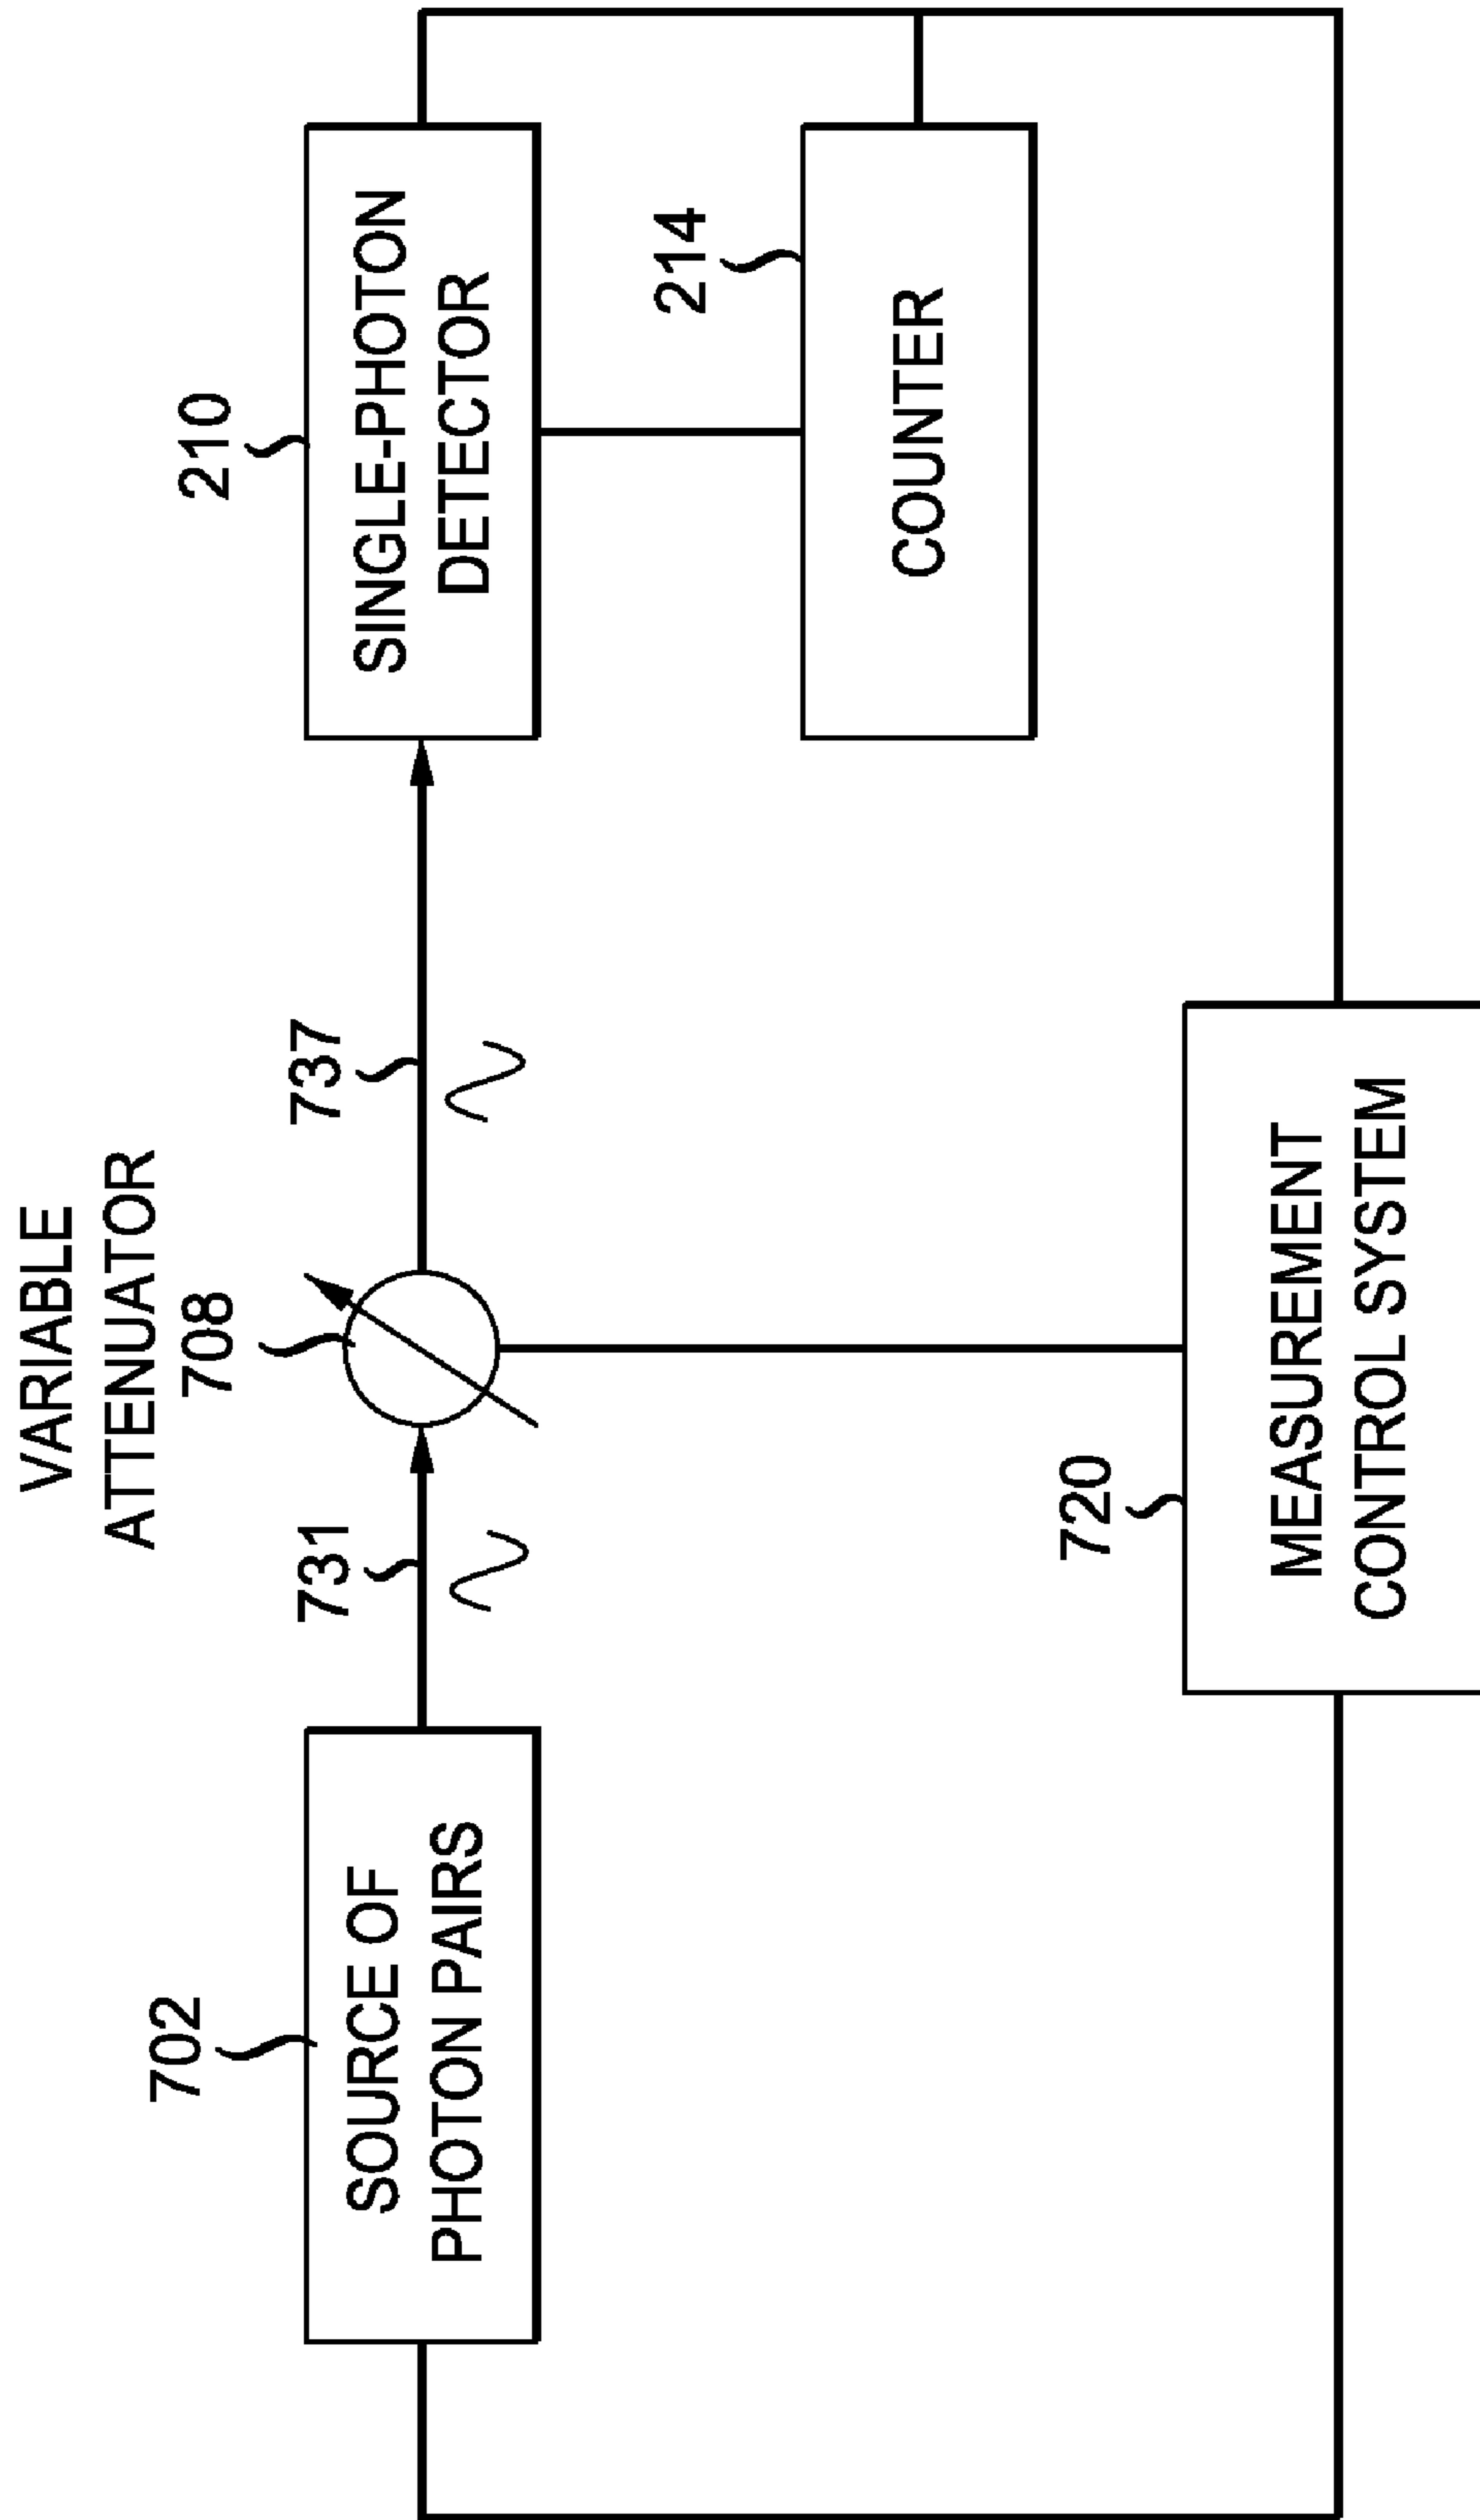 VARIABLE
ATTENUATOR
708
702
SOURCE OF
PHOTON PAIRS
731
737
210
SINGLE-PHOTON
DETECTOR
214
COUNTER
720
MEASUREMENT
CONTROL SYSTEM